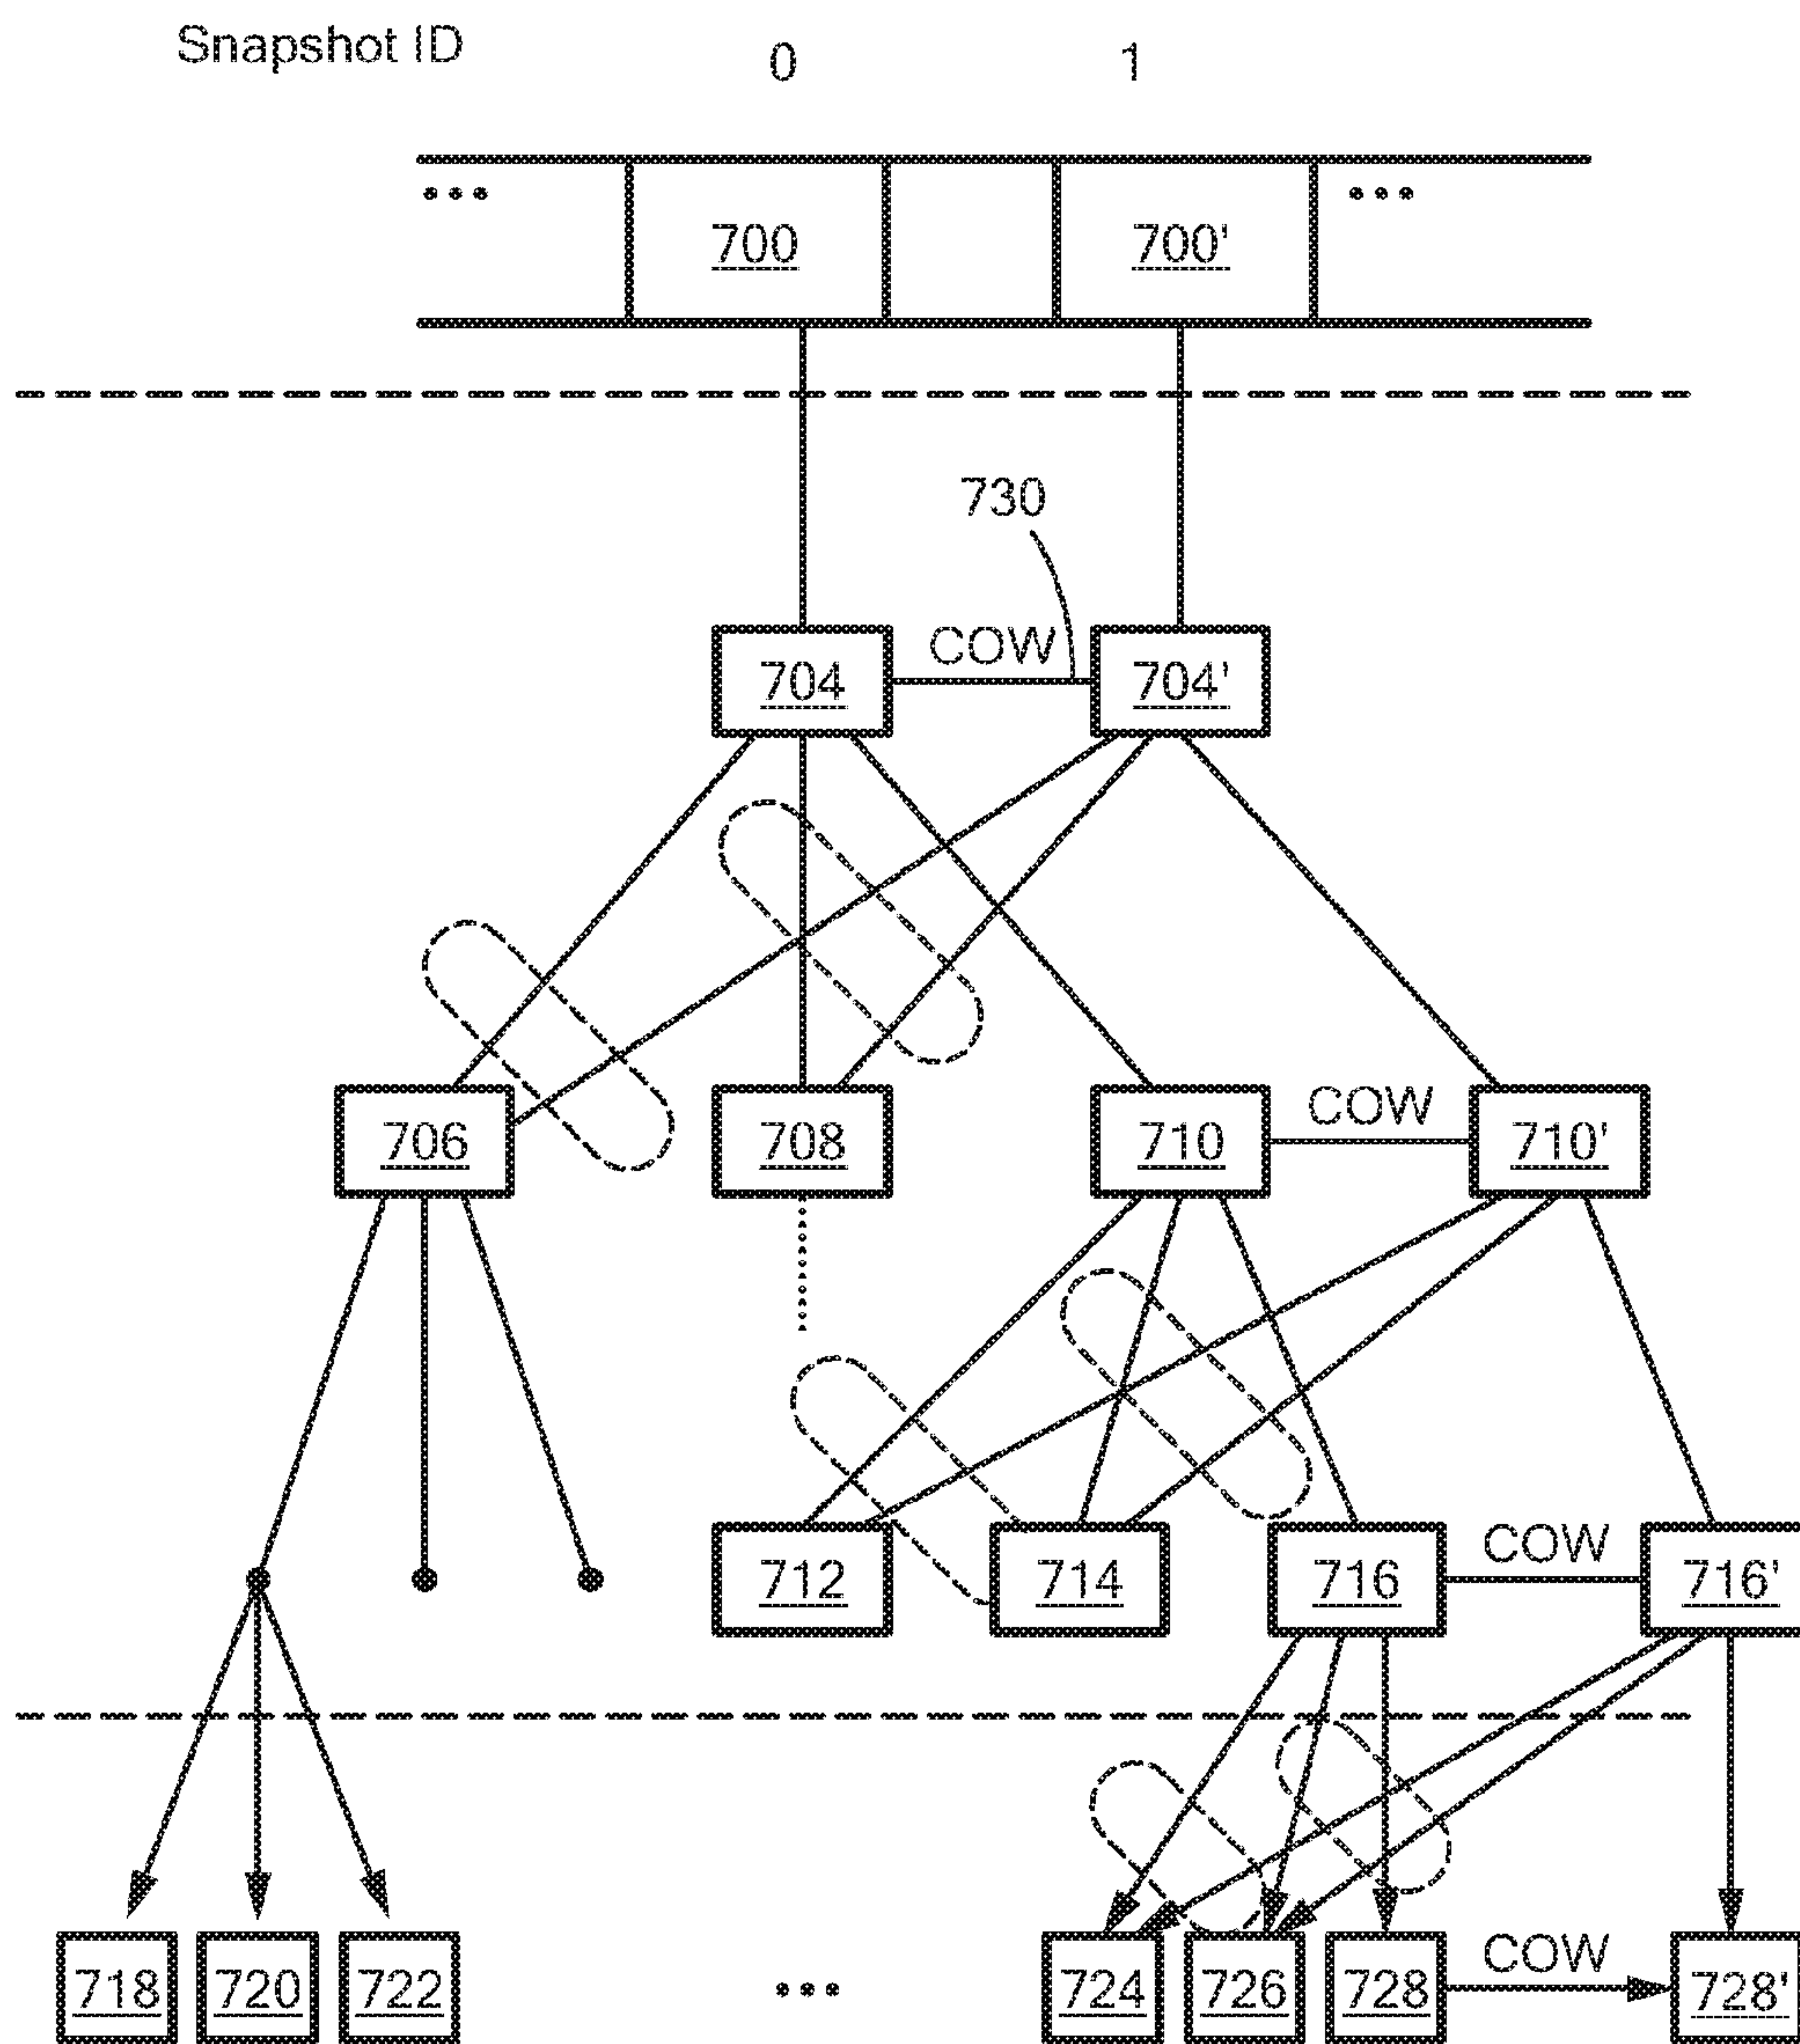 Snapshot ID 0 1
... 700 700' ...
730
704 COW 704'
706 708 710 COW 710'
712 714 716 COW 716'
718 720 722 ... 724 726 728 COW 728'